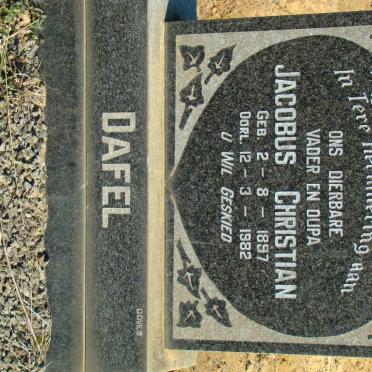 In Tere Herinnering aan
ONS DIERBARE
VADER EN OUPA
JACOBUS CHRISTIAN
GEB. 2 - 8 - 1897
OORL. 12 - 3 - 1982
U WIL GESKIED
DAFEL
DOVES